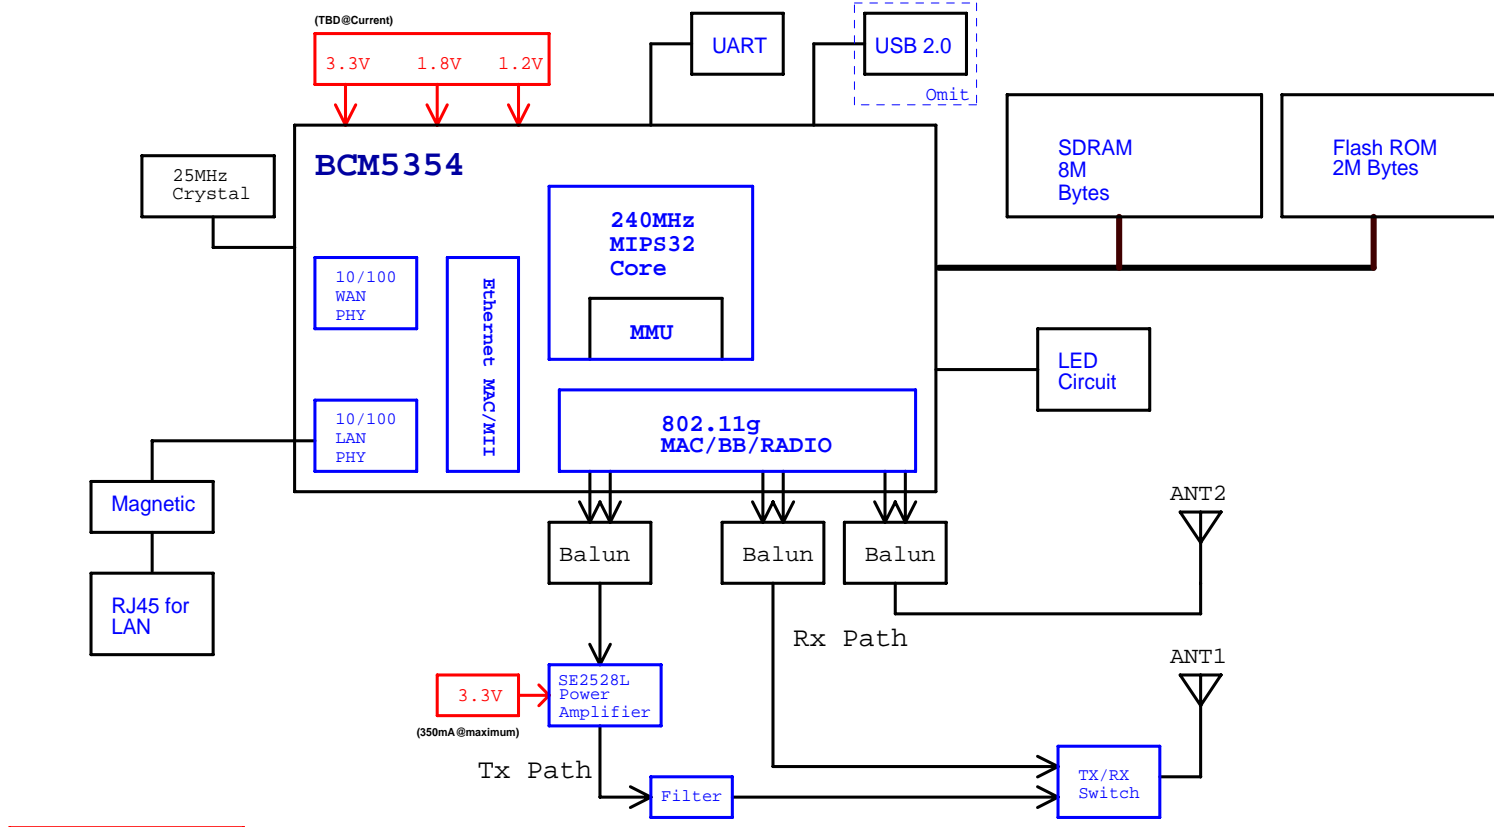 (TBD@Current)
3.3V 1.8V 1.2V
UART
USB 2.0
Omit
BCM5354
25MHz
Crystal
SDRAM
8M
Bytes
Flash ROM
2M Bytes
240MHz
MIPS32
Core
MMU
10/100
WAN
PHY
Ethernet MAC/MII
LED
Circuit
10/100
LAN
PHY
802.11g
MAC/BB/RADIO
Magnetic
RJ45 for
LAN
Balun
Balun
Balun
ANT2
Rx Path
ANT1
3.3V
(350mA@maximum)
SE2528L
Power
Amplifier
Tx Path
Filter
TX/RX
Switch